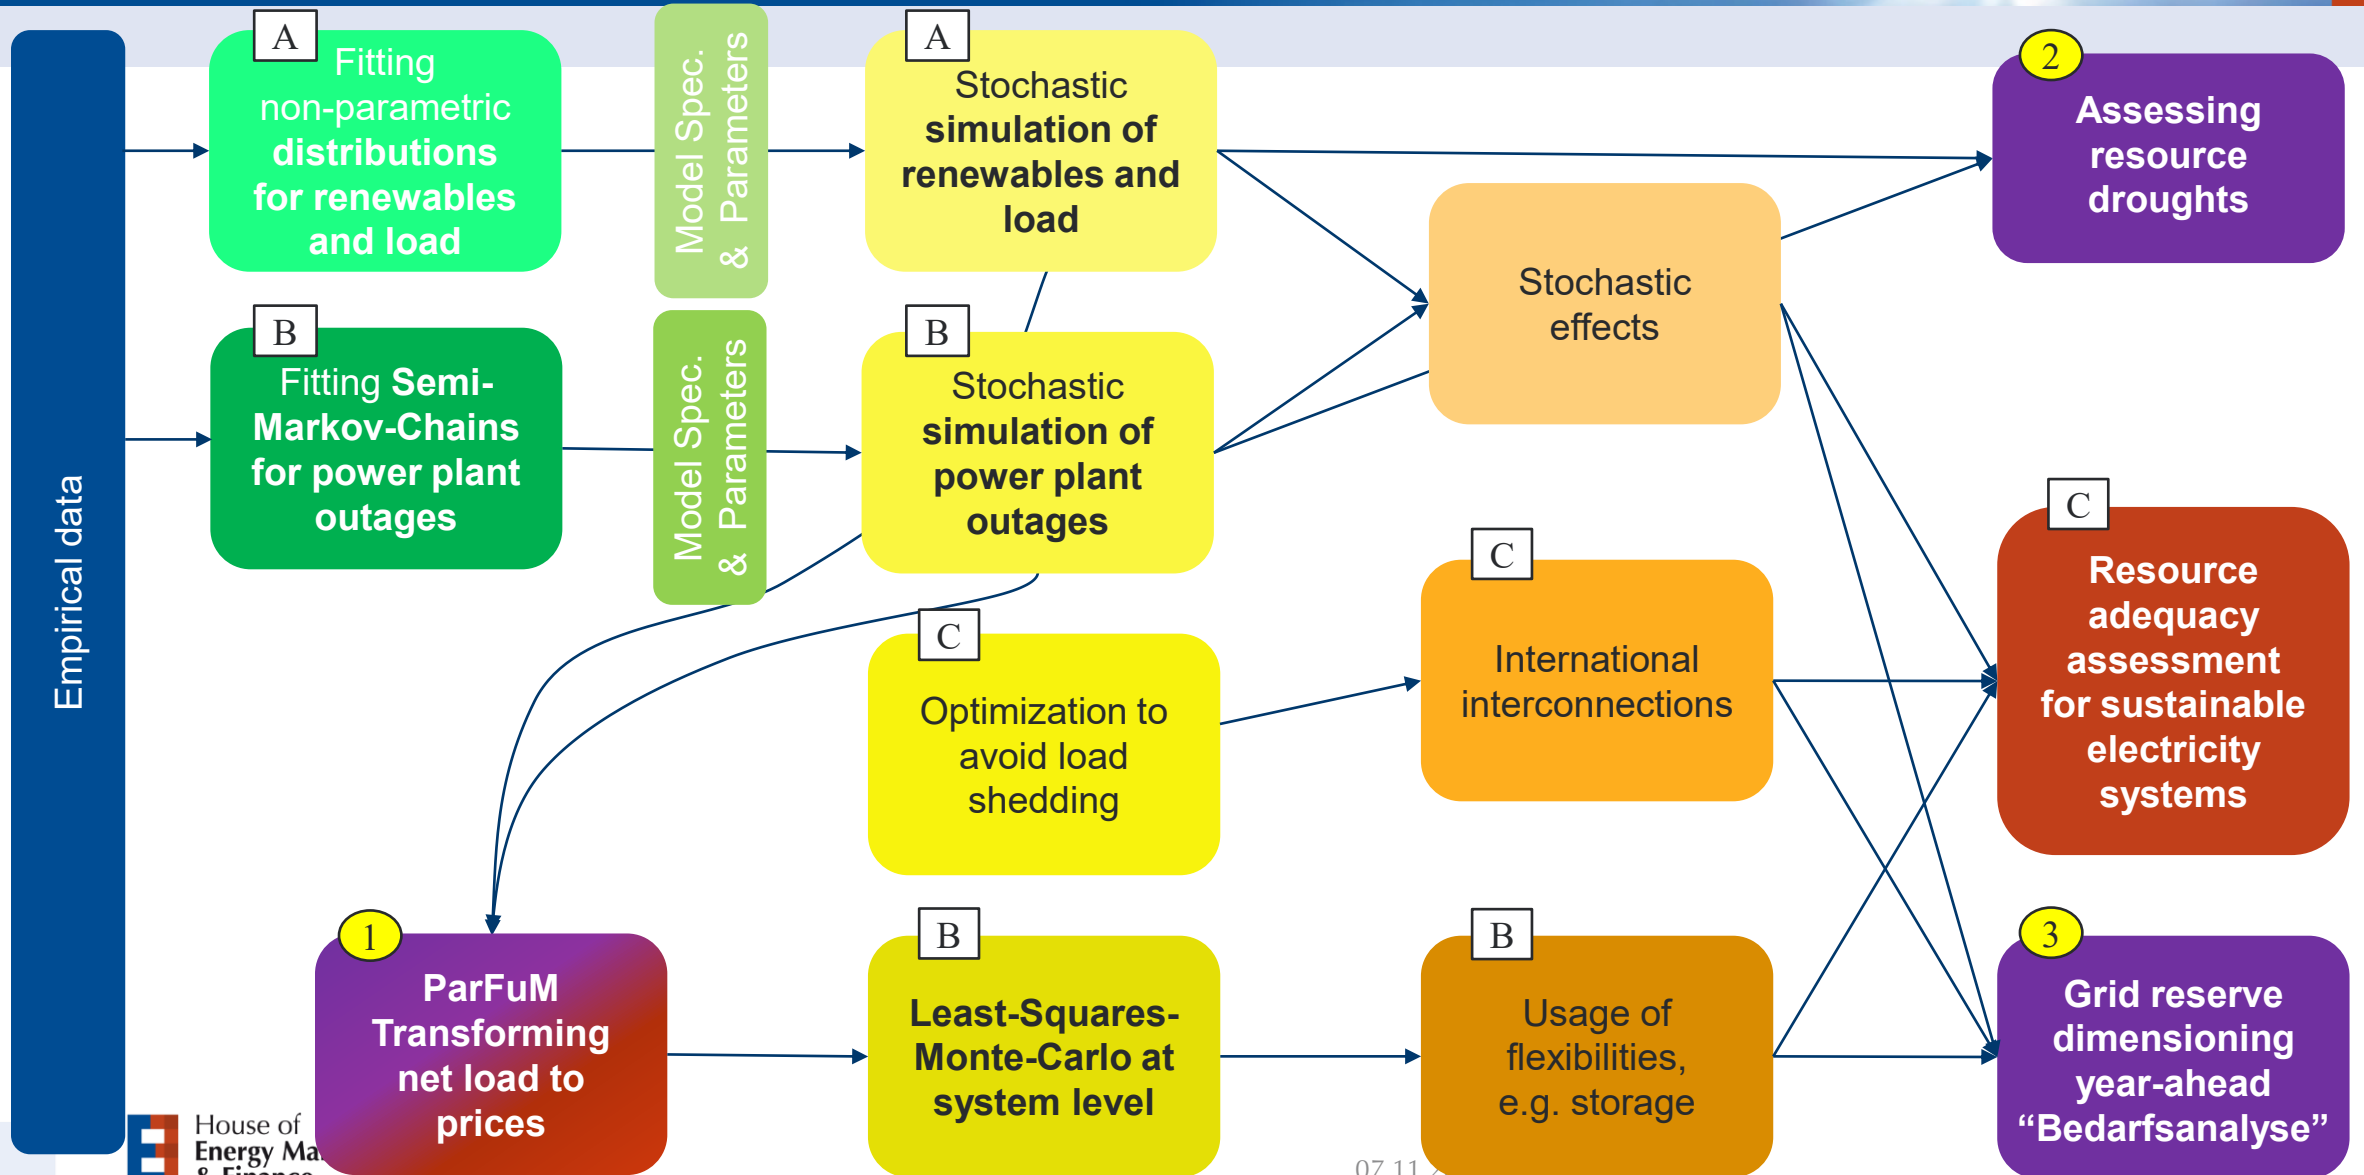 Empirical data
A
Fitting
non-parametric
distributions
for renewables
and load
B
Fitting Semi-
Markov-Chains
for power plant
outages
Model Spec.
& Parameters
Model Spec.
& Parameters
A
Stochastic
simulation of
renewables and
load
B
Stochastic
simulation of
power plant
outages
C
Optimization to
avoid load
shedding
1
ParFuM
Transforming
net load to
prices
B
Least-Squares-
Monte-Carlo at
system level
Stochastic
effects
C
International
interconnections
B
Usage of
flexibilities,
e.g. storage
2
Assessing
resource
droughts
C
Resource
adequacy
assessment
for sustainable
electricity
systems
3
Grid reserve
dimensioning
year-ahead
“Bedarfsanalyse”
House of
Energy
& Finance
07.11.